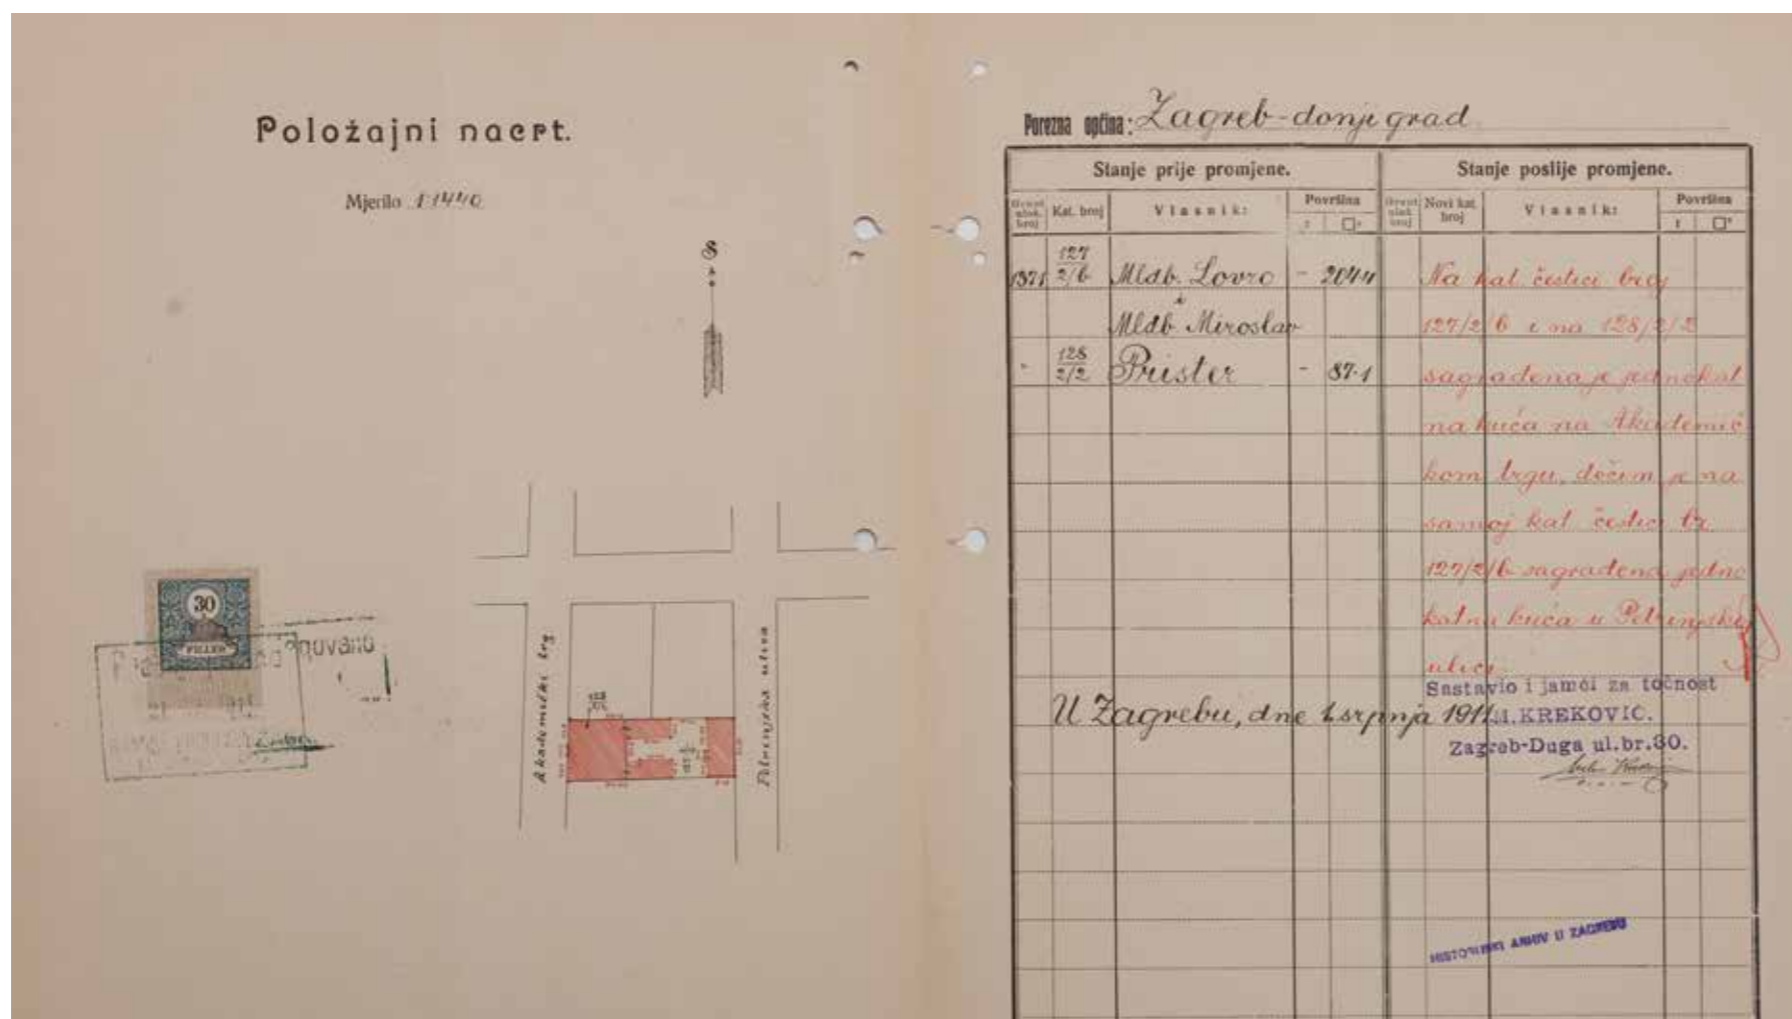 Položajni nacrt.
Mjerilo 1:1440
S
30
FILLER
Akademički trg
Petrinjska ulica
Porezna općina: Zagreb-donji grad
Stanje prije promjene.
Stanje poslije promjene.
Kat. broj
Vlasnik:
Površina
Novi kat. broj
Vlasnik:
Površina
1371 127 2/b Mldb. Lovro - 204·4
i
Mldb. Miroslav
" 128 2/2 Prister - 87·1
Na kat. čestici broj
127/2/b i na 128/2/2
sagrađena je jednokat
na kuća na Akademič
kom trgu, dočim je na
samoj kat. čestici br.
127/2/b sagrađena jedno
katna kuća u Petrinjskoj
ulici.
U Zagrebu, dne 1 srpnja 1911
Sastavio i jamči za točnost
M. KREKOVIĆ.
Zagreb-Duga ul.br.30.
HISTORIJSKI ARHIV U ZAGREBU